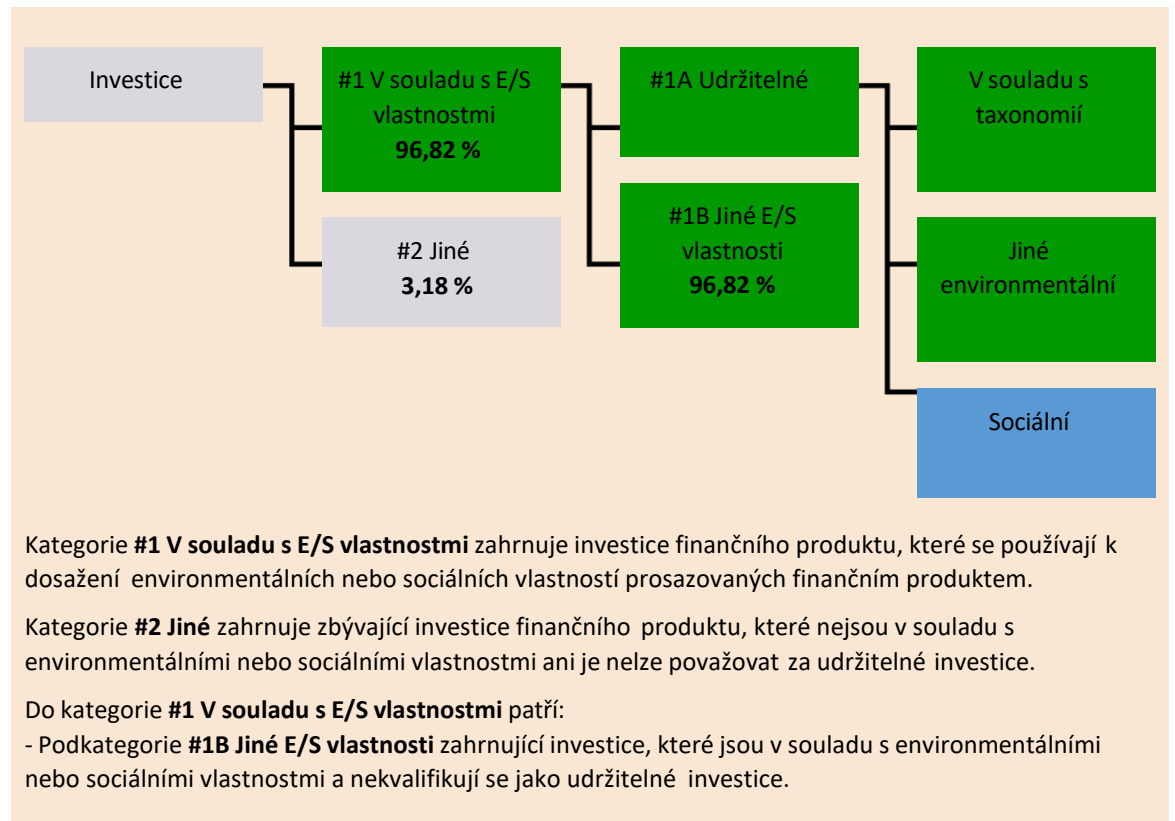 Investice
#1 V souladu s E/S
vlastnostmi
96,82 %
#2 Jiné
3,18 %
#1A Udržitelné
#1B Jiné E/S
vlastnosti
96,82 %
V souladu s
taxonomií
Jiné
environmentální
Sociální
Kategorie #1 V souladu s E/S vlastnostmi zahrnuje investice finančního produktu, které se používají k
dosažení environmentálních nebo sociálních vlastností prosazovaných finančním produktem.
Kategorie #2 Jiné zahrnuje zbývající investice finančního produktu, které nejsou v souladu s
environmentálními nebo sociálními vlastnostmi ani je nelze považovat za udržitelné investice.
Do kategorie #1 V souladu s E/S vlastnostmi patří:
- Podkategorie #1B Jiné E/S vlastnosti zahrnující investice, které jsou v souladu s environmentálními
nebo sociálními vlastnostmi a nekvalifikují se jako udržitelné investice.